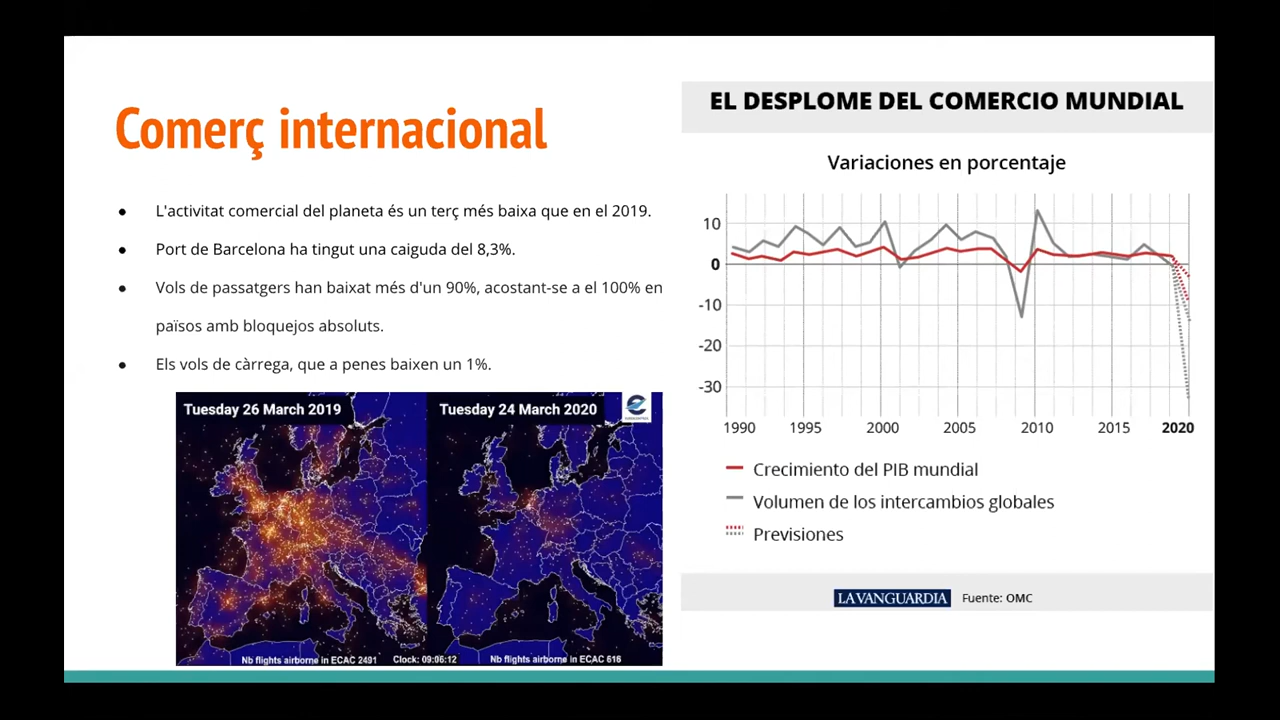 Comerç internacional
● L'activitat comercial del planeta és un terç més baixa que en el 2019.
● Port de Barcelona ha tingut una caiguda del 8,3%.
● Vols de passatgers han baixat més d'un 90%, acostant-se a el 100% en
països amb bloquejos absoluts.
● Els vols de càrrega, que a penes baixen un 1%.
Tuesday 26 March 2019
Tuesday 24 March 2020
Nb flights airborne in ECAC 2491
Clock: 09:06:12
Nb flights airborne in ECAC 616
EL DESPLOME DEL COMERCIO MUNDIAL
Variaciones en porcentaje
10
0
-10
-20
-30
1990 1995 2000 2005 2010 2015 2020
Crecimiento del PIB mundial
Volumen de los intercambios globales
Previsiones
LA VANGUARDIA Fuente: OMC